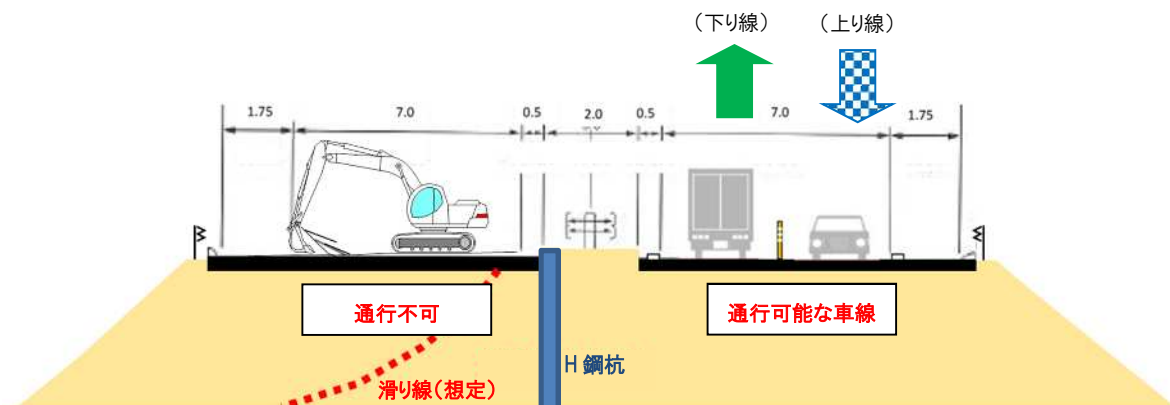 （下り線）
（上り線）
1.75
7.0
0.5
2.0
0.5
7.0
1.75
通行不可
通行可能な車線
H鋼杭
滑り線（想定）